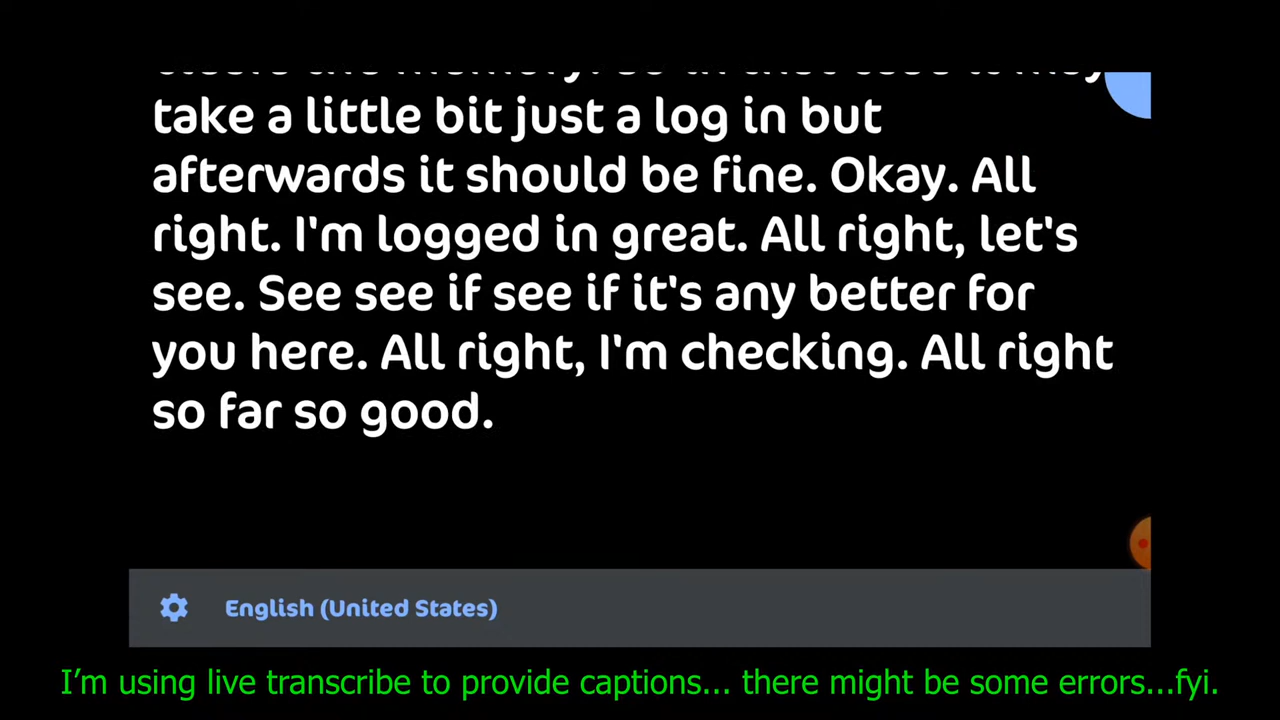 take a little bit just a log in but
afterwards it should be fine. Okay. All
right. I'm logged in great. All right, let's
see. See see if see if it's any better for
you here. All right, I'm checking. All right
so far so good.
English (United States)
I'm using live transcribe to provide captions... there might be some errors...fyi.